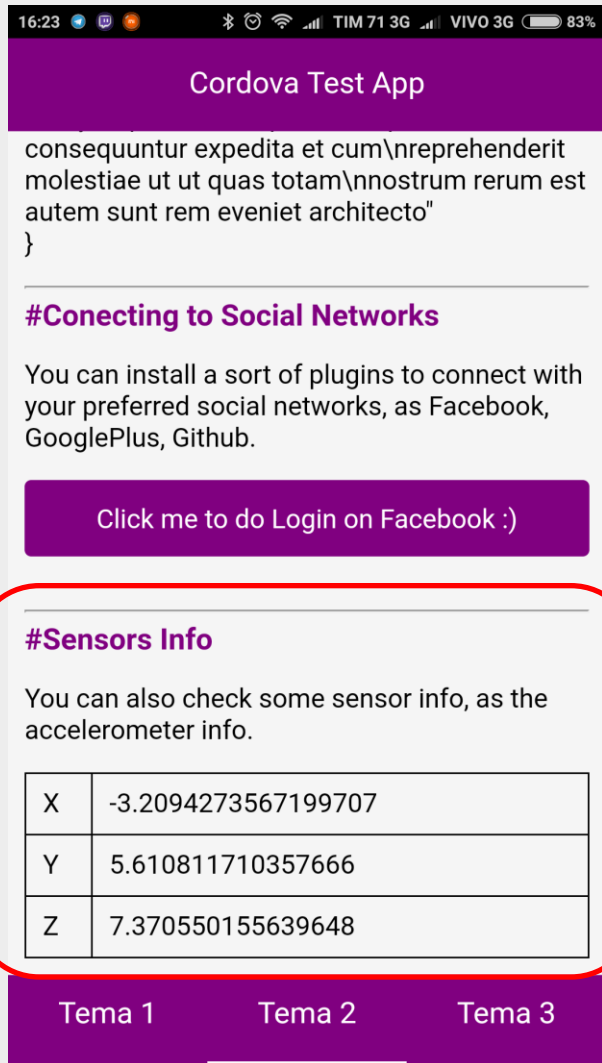 16:23 TIM 71 3G VIVO 3G 83%
Cordova Test App
consequuntur expedita et cum\nreprehenderit
molestiae ut ut quas totam\nnostrum rerum est
autem sunt rem eveniet architecto"
}
#Conecting to Social Networks
You can install a sort of plugins to connect with
your preferred social networks, as Facebook,
GooglePlus, Github.
Click me to do Login on Facebook :)
#Sensors Info
You can also check some sensor info, as the
accelerometer info.
X -3.2094273567199707
Y 5.610811710357666
Z 7.370550155639648
Tema 1 Tema 2 Tema 3